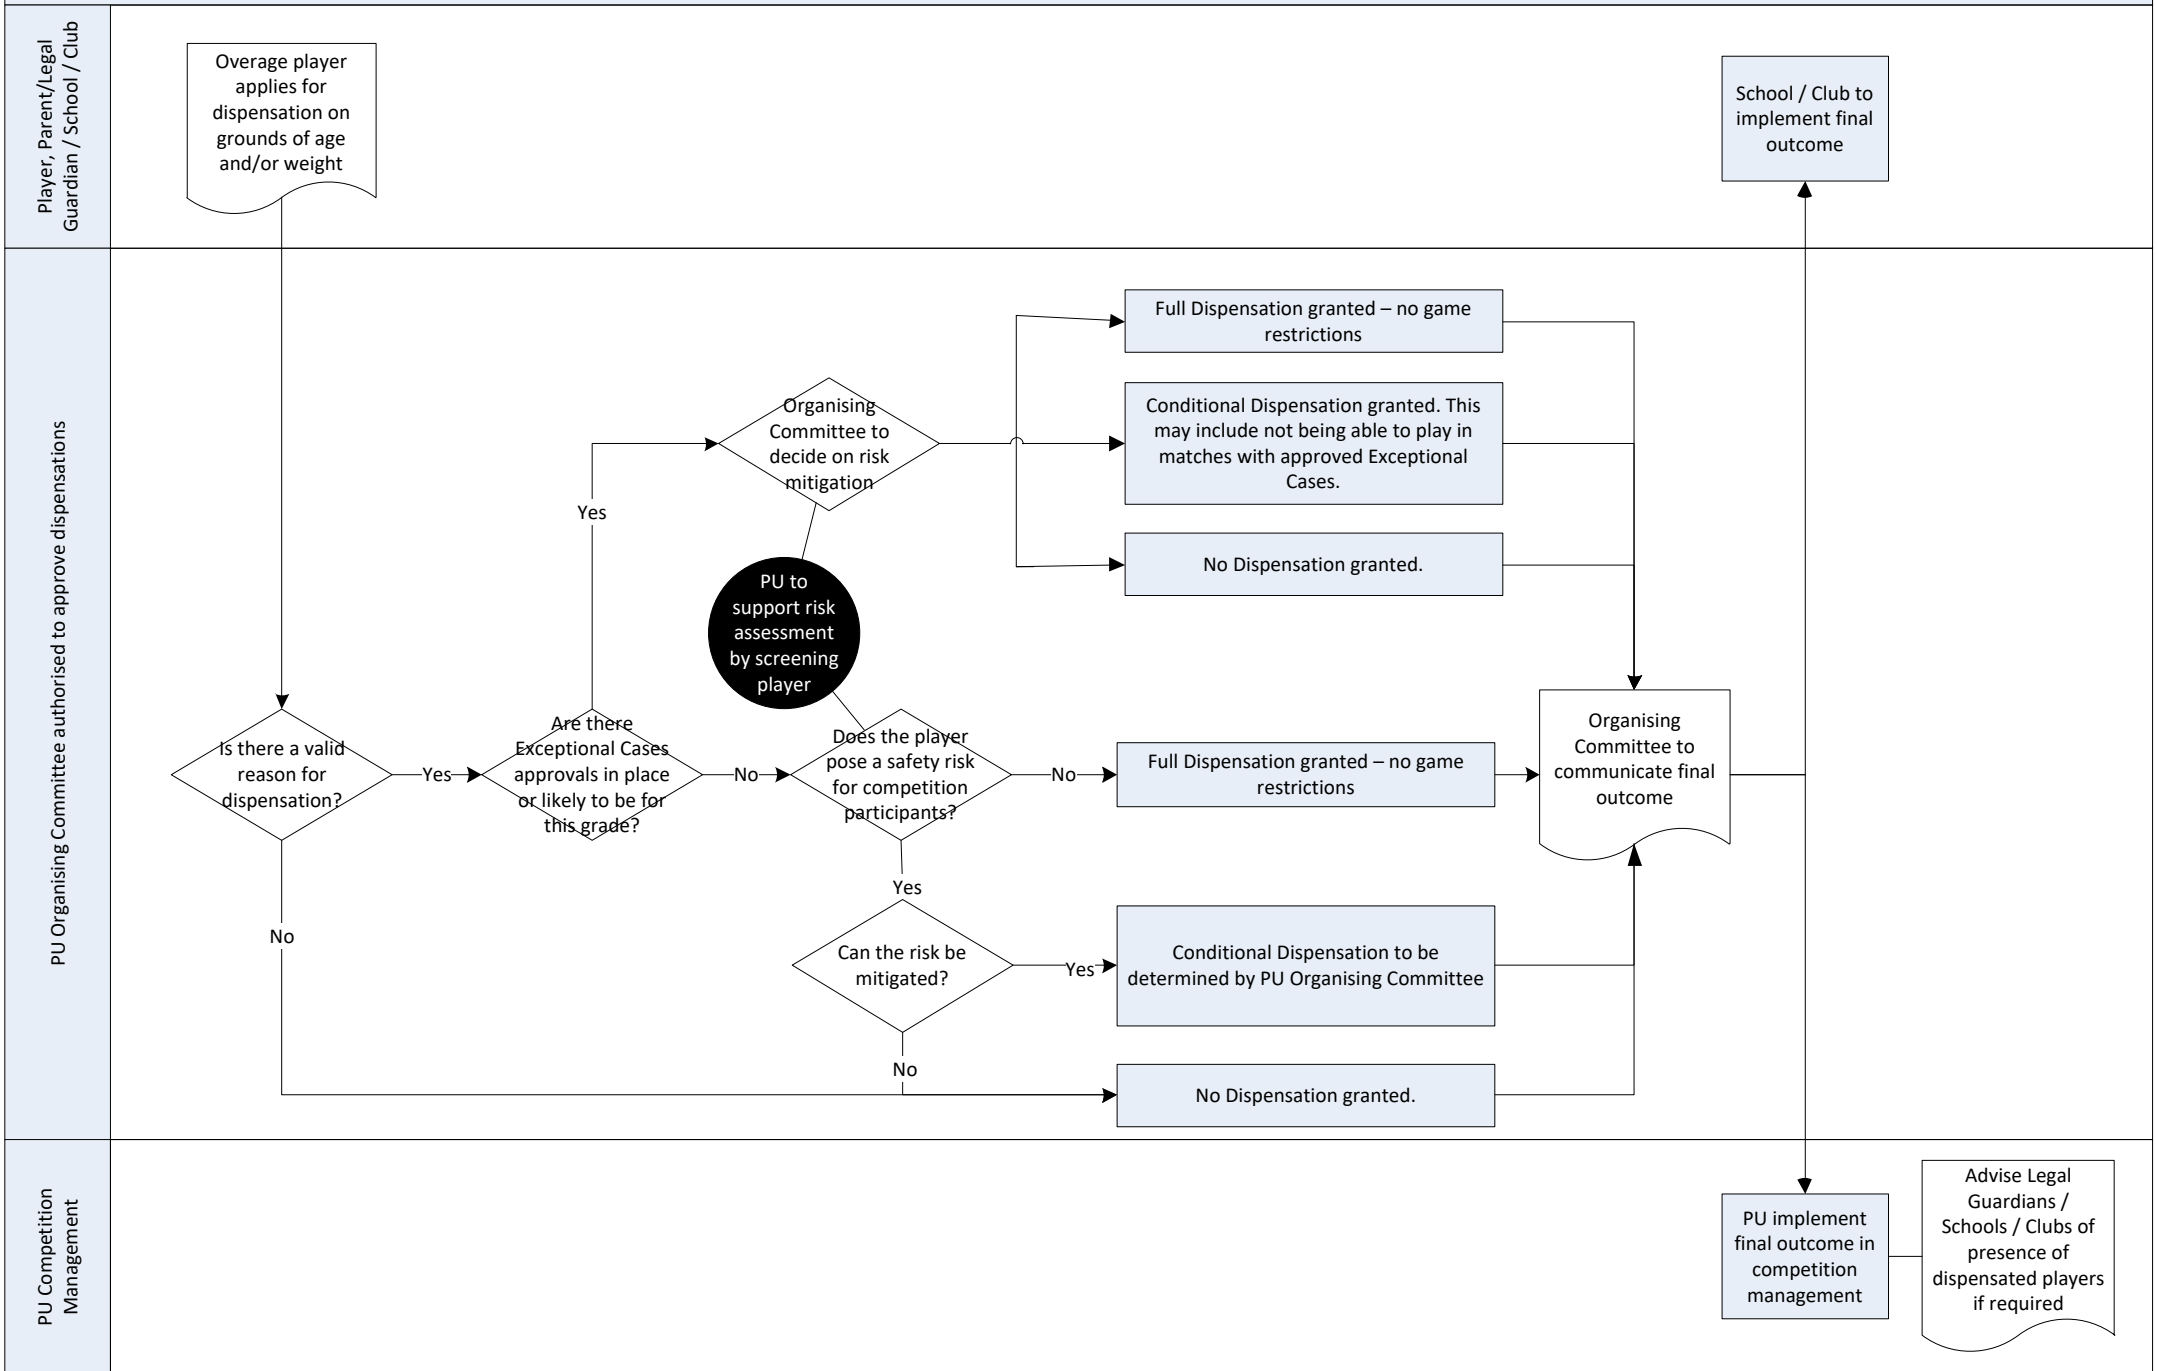 Player, Parent/Legal
Guardian / School / Club
Overage player
applies for
dispensation on
grounds of age
and/or weight
School / Club to
implement final
outcome
PU Organising Committee authorised to approve dispensations
Full Dispensation granted – no game
restrictions
Organising
Committee to
decide on risk
mitigation
Conditional Dispensation granted. This
may include not being able to play in
matches with approved Exceptional
Cases.
Yes
No Dispensation granted.
PU to
support risk
assessment
by screening
player
Is there a valid
reason for
dispensation?
Yes
Are there
Exceptional Cases
approvals in place
or likely to be for
this grade?
No
Does the player
pose a safety risk
for competition
participants?
No
Full Dispensation granted – no game
restrictions
Organising
Committee to
communicate final
outcome
Yes
No
Can the risk be
mitigated?
Yes
Conditional Dispensation to be
determined by PU Organising Committee
No
No Dispensation granted.
PU Competition
Management
PU implement
final outcome in
competition
management
Advise Legal
Guardians /
Schools / Clubs of
presence of
dispensated players
if required